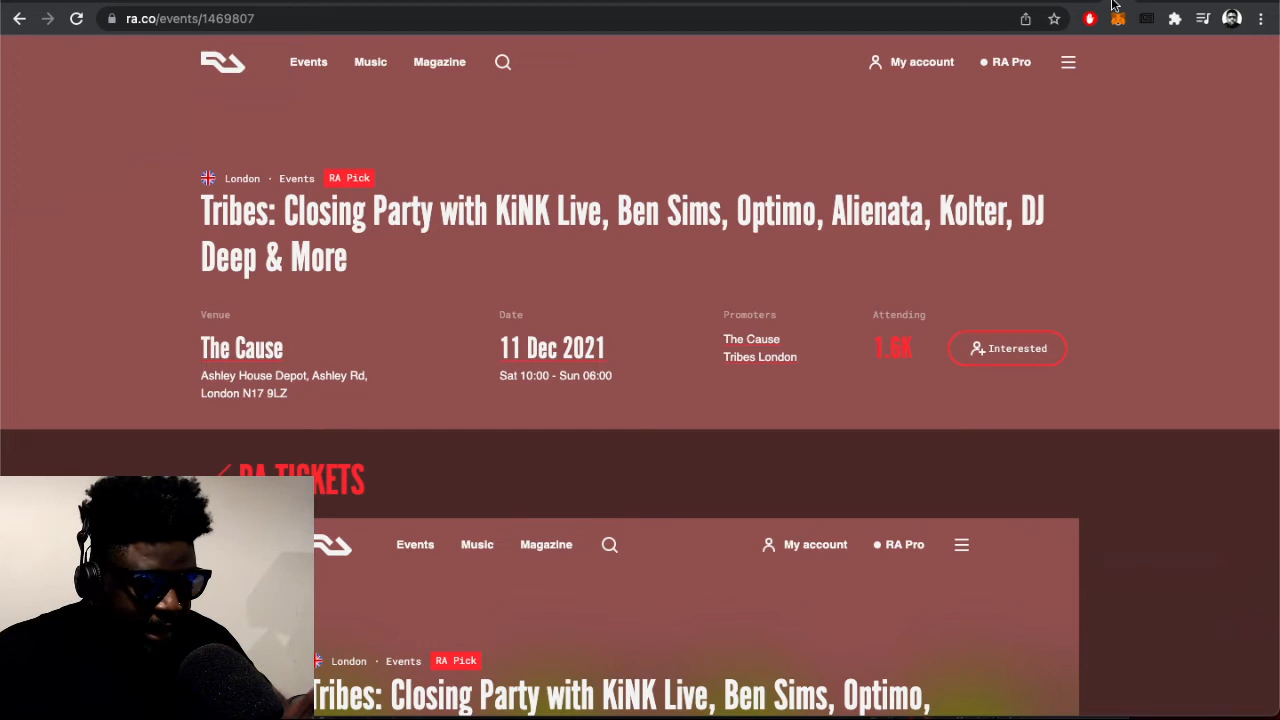 ra.co/events/1469807
Events Music Magazine My account RA Pro
London · Events RA Pick
Tribes: Closing Party with KiNK Live, Ben Sims, Optimo, Alienata, Kolter, DJ
Deep & More
Venue Date Promoters Attending
The Cause 11 Dec 2021 The Cause 1.6K Interested
Tribes London
Ashley House Depot, Ashley Rd, Sat 10:00 - Sun 06:00
London N17 9LZ
RA TICKETS
Events Music Magazine My account RA Pro
London · Events RA Pick
Tribes: Closing Party with KiNK Live, Ben Sims, Optimo,